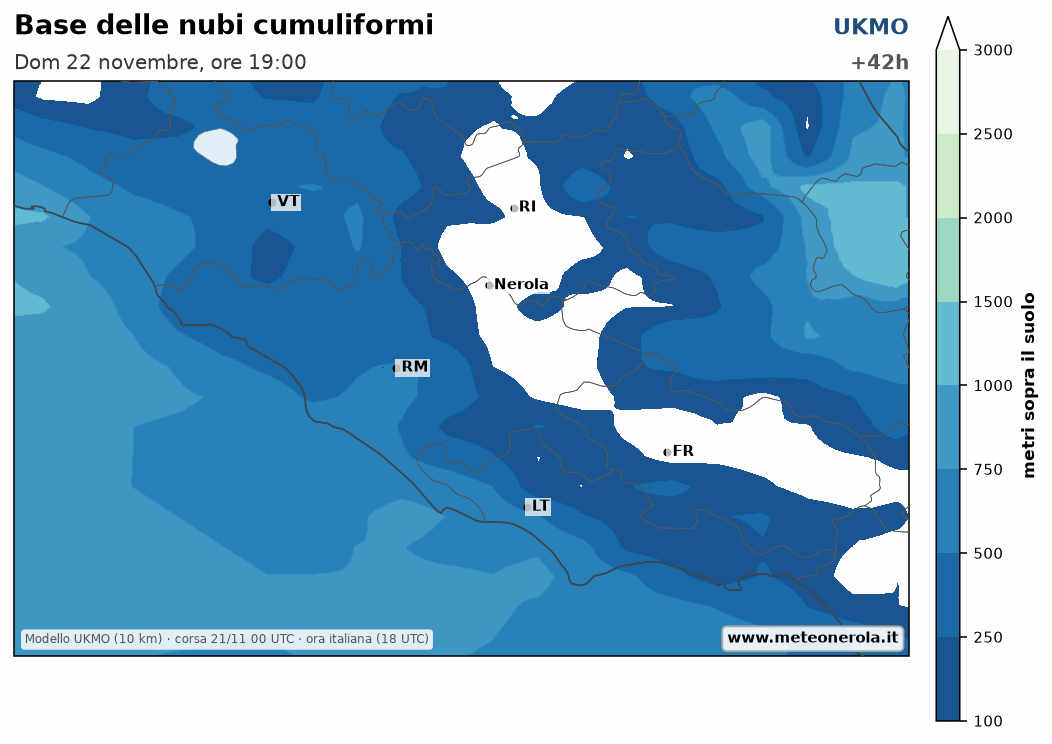 Base delle nubi cumuliformi
UKMO
Dom 22 novembre, ore 19:00
+42h
VT
RI
Nerola
RM
FR
LT
Modello UKMO (10 km) · corsa 21/11 00 UTC · ora italiana (18 UTC)
www.meteonerola.it
3000
2500
2000
1500
1000
750
500
250
100
metri sopra il suolo